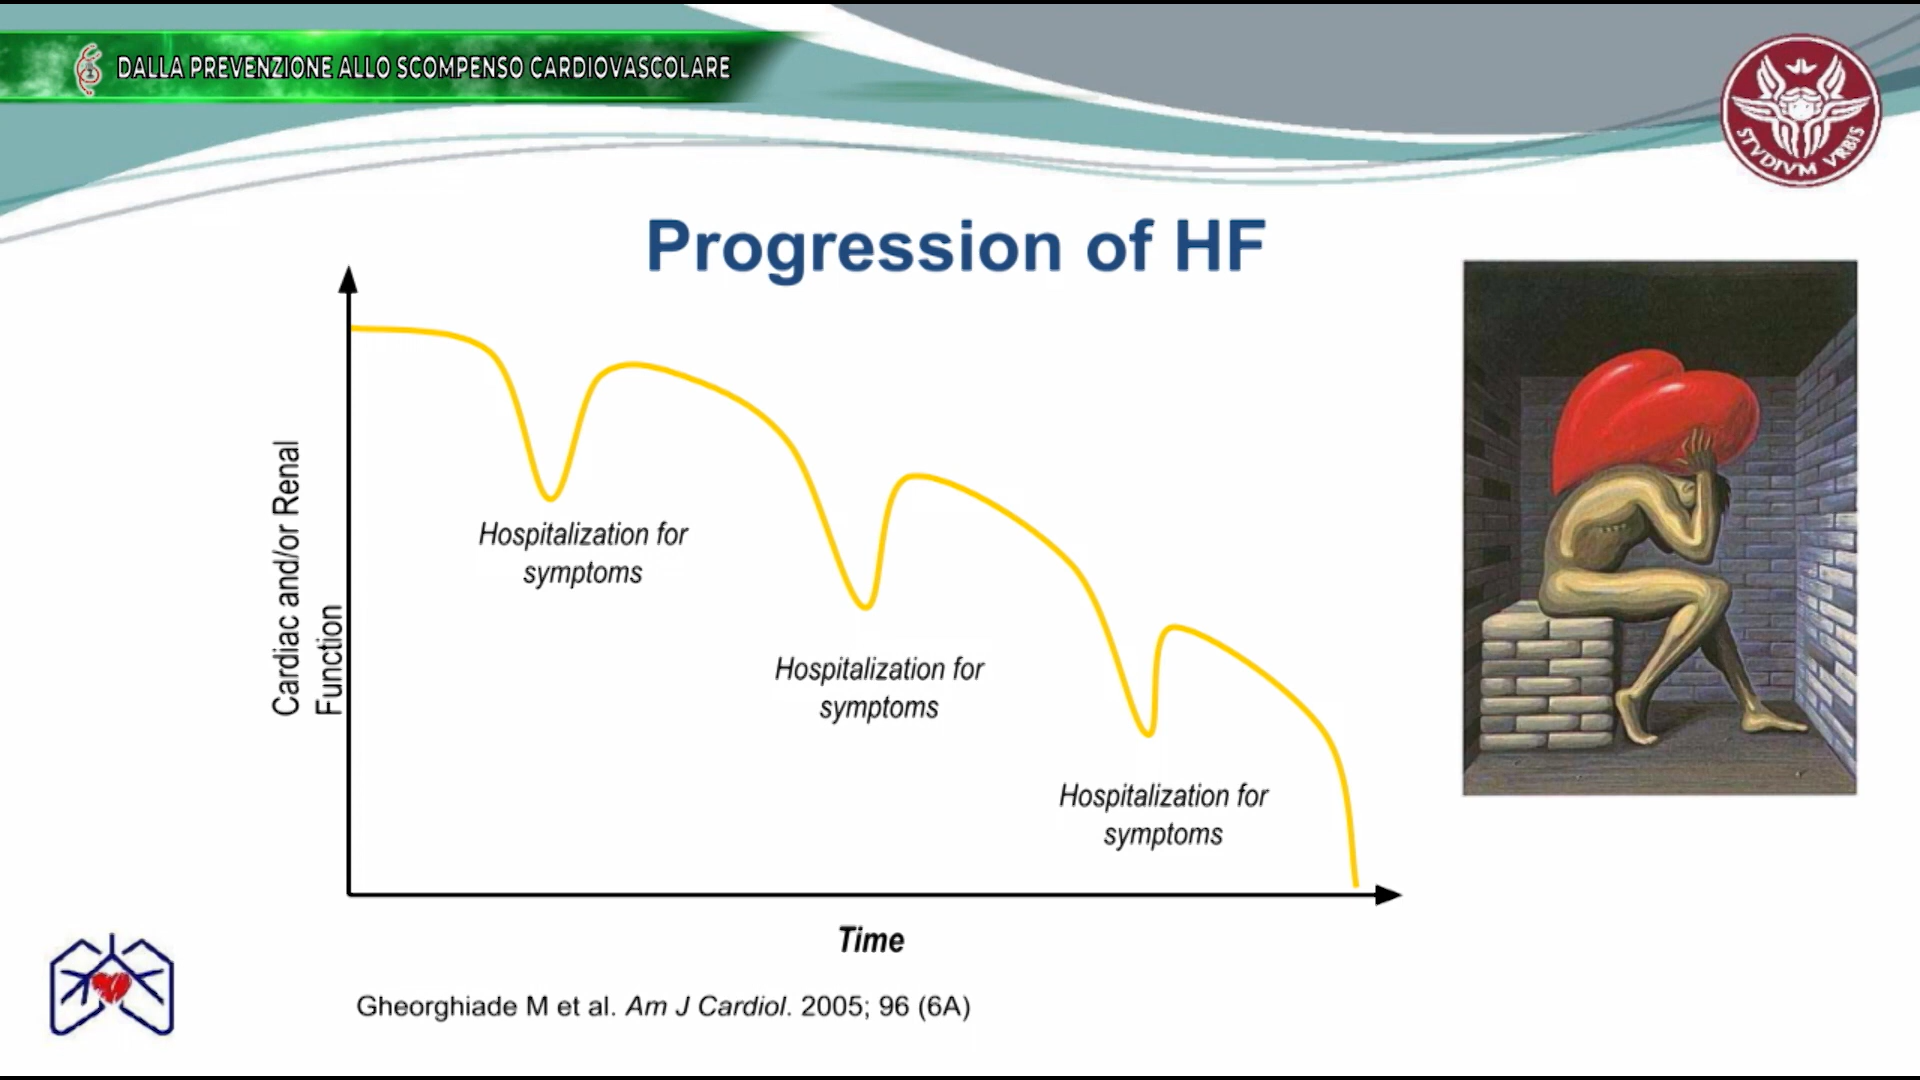 DALLA PREVENZIONE ALLO SCOMPENSO CARDIOVASCOLARE
STVDIVM VRBIS
Progression of HF
Cardiac and/or Renal
Function
Hospitalization for
symptoms
Hospitalization for
symptoms
Hospitalization for
symptoms
Time
Gheorghiade M et al. Am J Cardiol. 2005; 96 (6A)